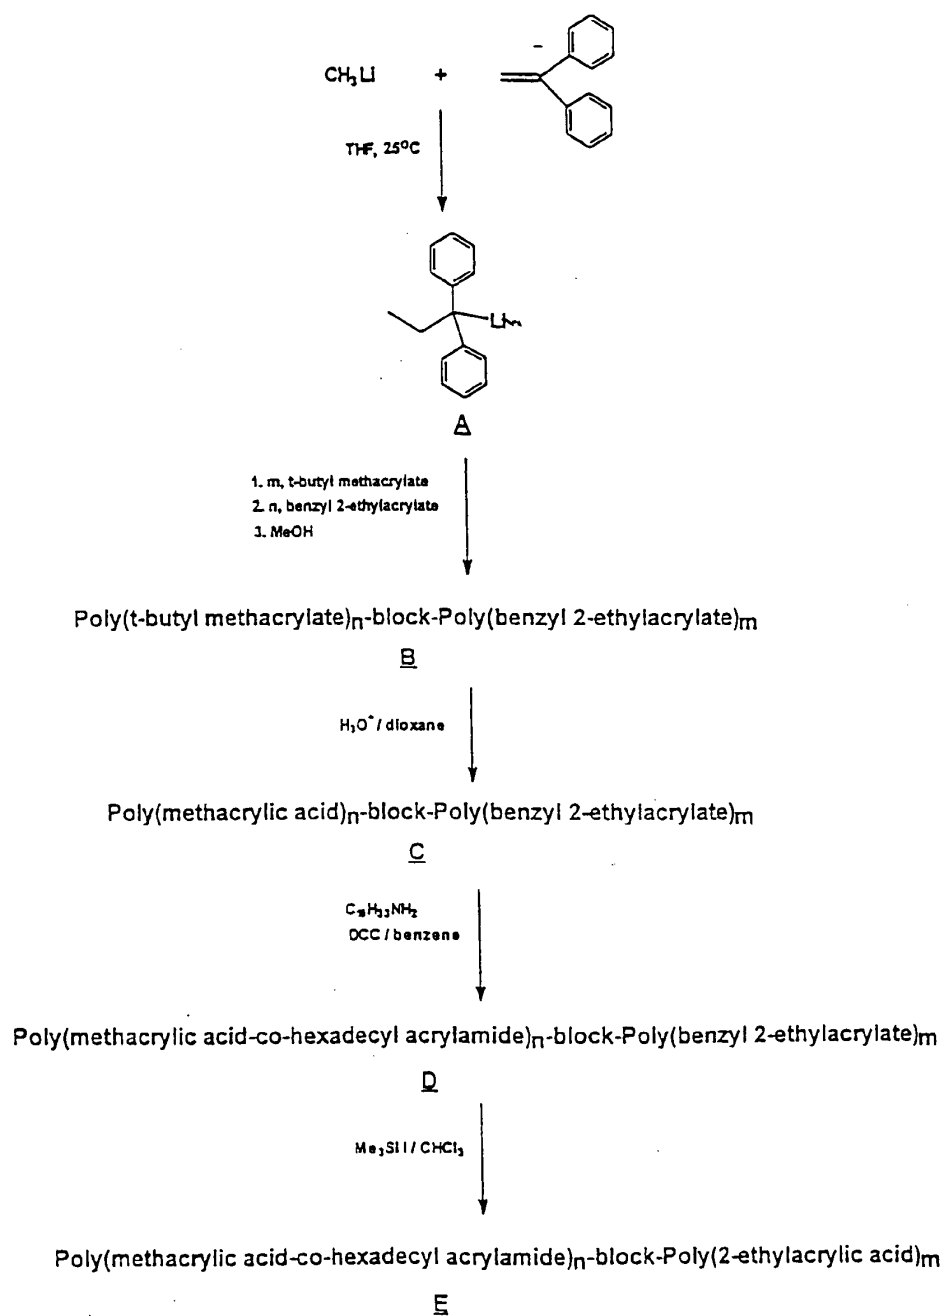 CH₃Li + 
THF, 25°C
Li
A
1. m, t-butyl methacrylate
2. n, benzyl 2-ethylacrylate
3. MeOH
Poly(t-butyl methacrylate)n-block-Poly(benzyl 2-ethylacrylate)m
B
H₃O⁺ / dioxane
Poly(methacrylic acid)n-block-Poly(benzyl 2-ethylacrylate)m
C
C₁₆H₃₃NH₂
DCC / benzene
Poly(methacrylic acid-co-hexadecyl acrylamide)n-block-Poly(benzyl 2-ethylacrylate)m
D
Me₃SiI / CHCl₃
Poly(methacrylic acid-co-hexadecyl acrylamide)n-block-Poly(2-ethylacrylic acid)m
E